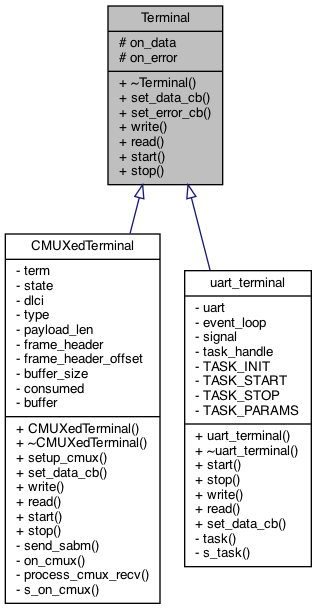 Terminal
# on_data
# on_error
+ ~Terminal()
+ set_data_cb()
+ set_error_cb()
+ write()
+ read()
+ start()
+ stop()
CMUXedTerminal
- term
- state
- dlci
- type
- payload_len
- frame_header
- frame_header_offset
- buffer_size
- consumed
- buffer
+ CMUXedTerminal()
+ ~CMUXedTerminal()
+ setup_cmux()
+ set_data_cb()
+ write()
+ read()
+ start()
+ stop()
- send_sabm()
- on_cmux()
- process_cmux_recv()
- s_on_cmux()
uart_terminal
- uart
- event_loop
- signal
- task_handle
- TASK_INIT
- TASK_START
- TASK_STOP
- TASK_PARAMS
+ uart_terminal()
+ ~uart_terminal()
+ start()
+ stop()
+ write()
+ read()
+ set_data_cb()
- task()
- s_task()